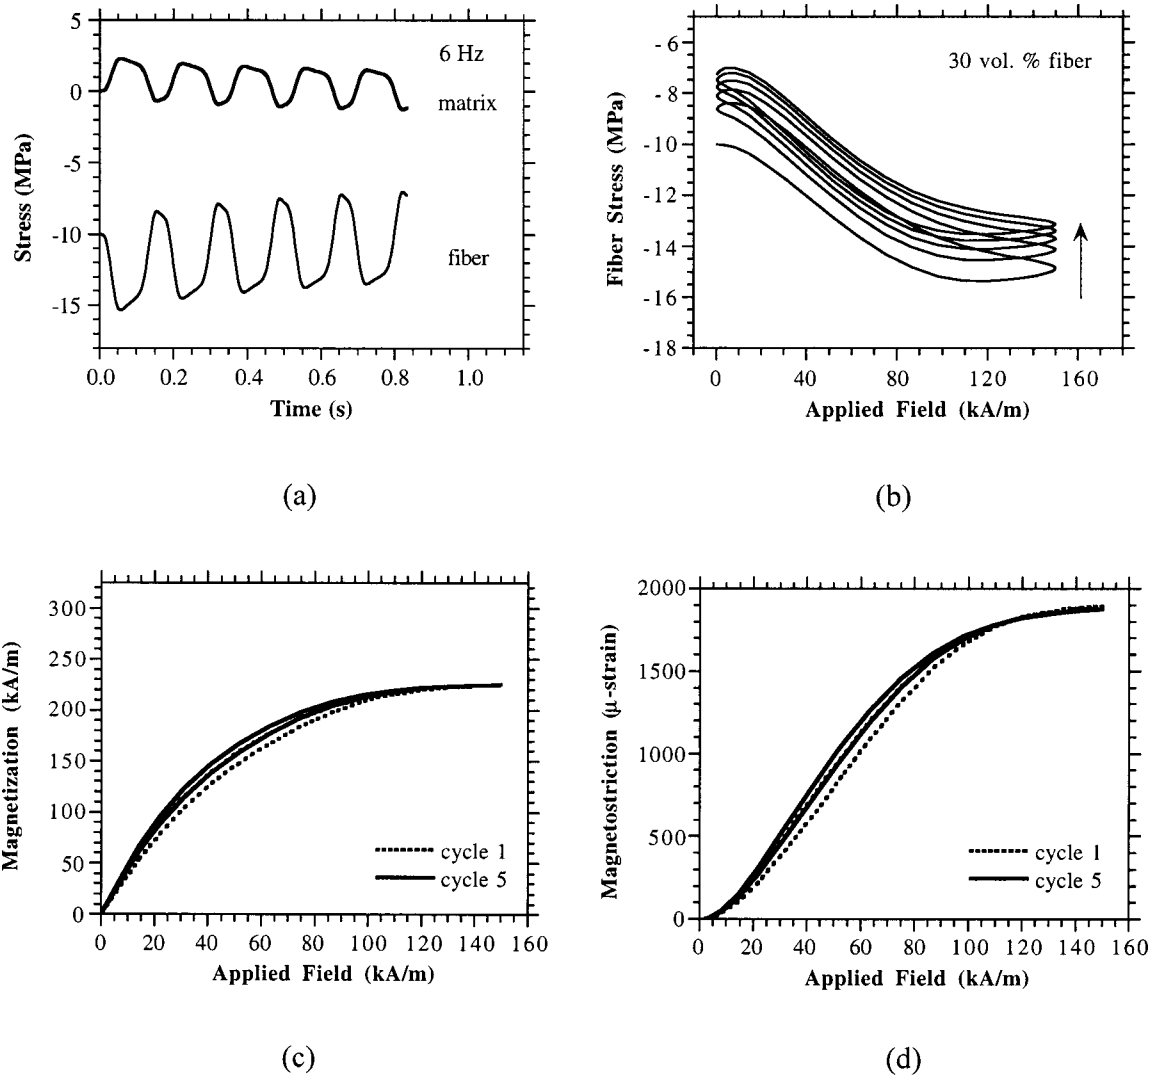 5
0
-5
-10
-15
Stress (MPa)
6 Hz
matrix
fiber
0.0 0.2 0.4 0.6 0.8 1.0
Time (s)
(a)
-6
-8
-10
-12
-14
-16
-18
Fiber Stress (MPa)
30 vol. % fiber
0 40 80 120 160
Applied Field (kA/m)
(b)
300
250
200
150
100
50
0
Magnetization (kA/m)
cycle 1
cycle 5
0 20 40 60 80 100 120 140 160
Applied Field (kA/m)
(c)
2000
1500
1000
500
0
Magnetostriction (μ-strain)
cycle 1
cycle 5
0 20 40 60 80 100 120 140 160
Applied Field (kA/m)
(d)